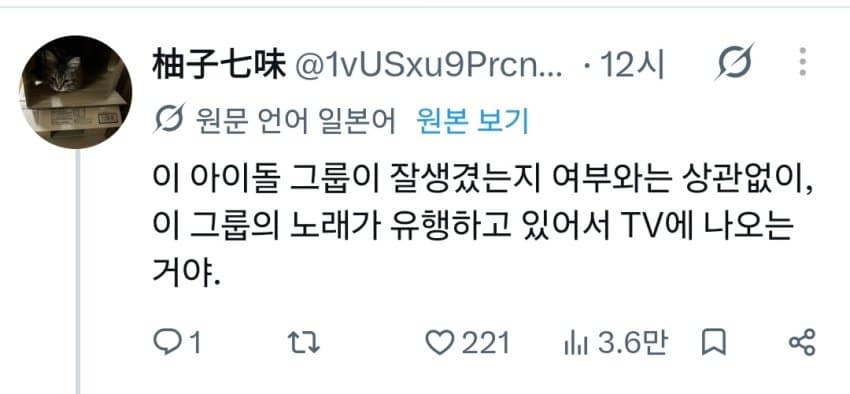 柚子七味 @1vUSxu9Prcn... · 12시
원문 언어 일본어 원본 보기
이 아이돌 그룹이 잘생겼는지 여부와는 상관없이,
이 그룹의 노래가 유행하고 있어서 TV에 나오는
거야.
1 221 3.6만